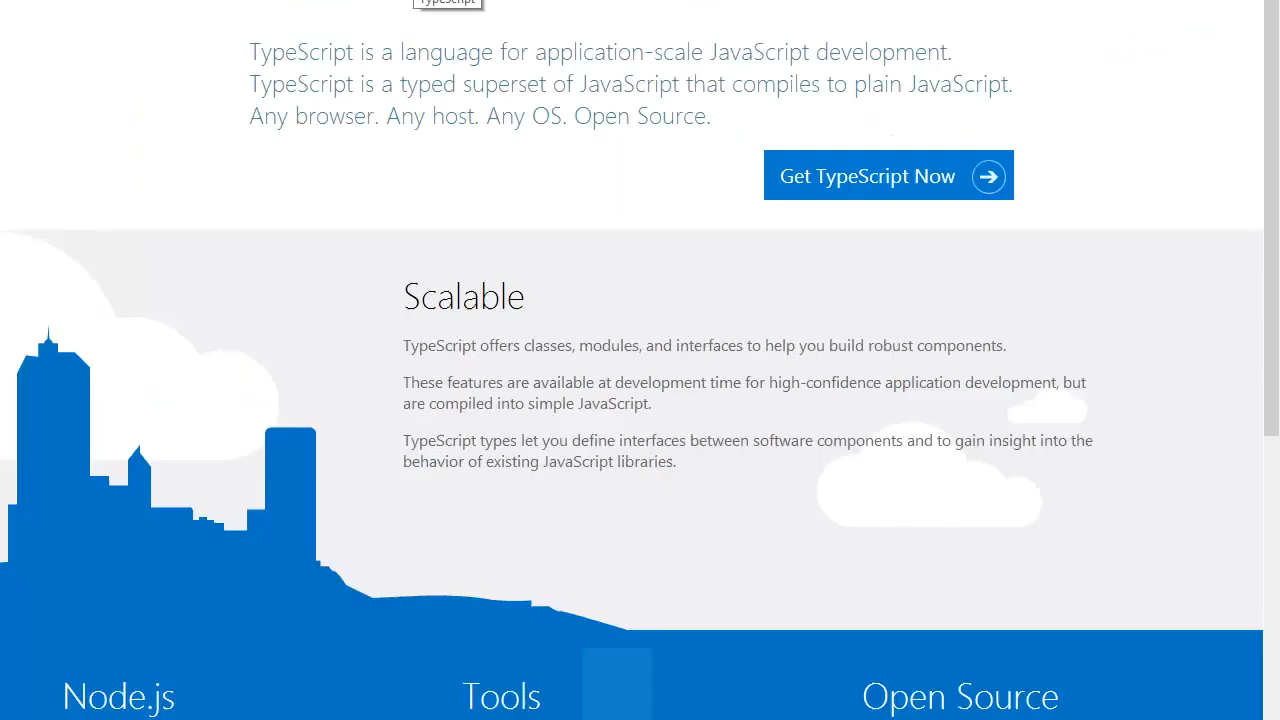 TypeScript
TypeScript is a language for application-scale JavaScript development.
TypeScript is a typed superset of JavaScript that compiles to plain JavaScript.
Any browser. Any host. Any OS. Open Source.
Get TypeScript Now
Scalable
TypeScript offers classes, modules, and interfaces to help you build robust components.
These features are available at development time for high-confidence application development, but
are compiled into simple JavaScript.
TypeScript types let you define interfaces between software components and to gain insight into the
behavior of existing JavaScript libraries.
Node.js
Tools
Open Source